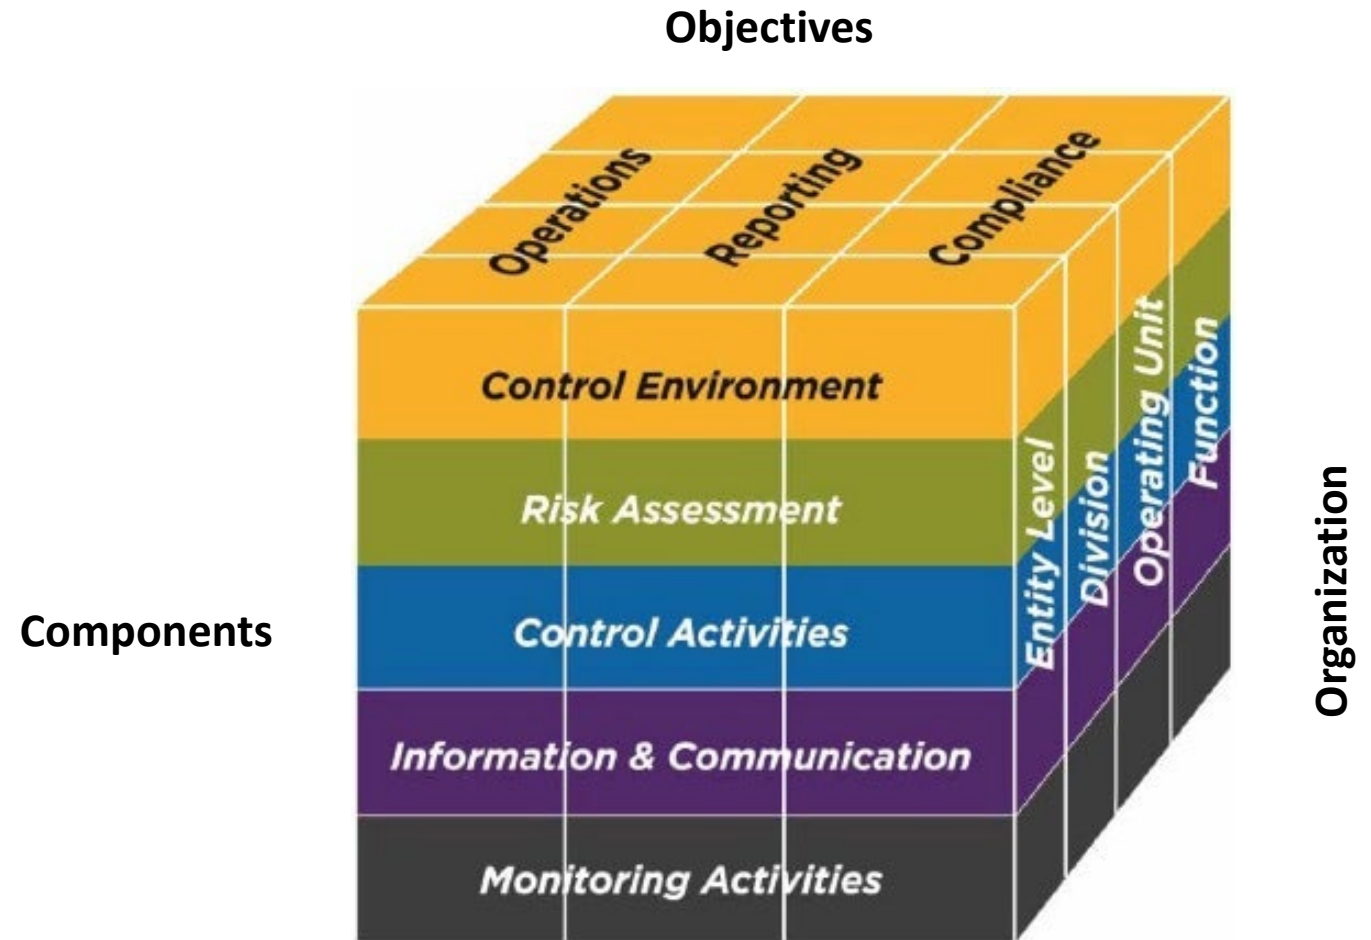 Objectives
Operations
Reporting
Compliance
Control Environment
Risk Assessment
Control Activities
Information & Communication
Monitoring Activities
Entity Level
Division
Operating Unit
Function
Components
Organization